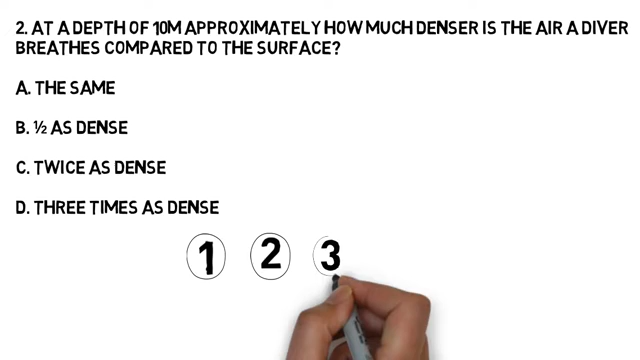 2. AT A DEPTH OF 10M APPROXIMATELY HOW MUCH DENSER IS THE AIR A DIVER
BREATHES COMPARED TO THE SURFACE?
A. THE SAME
B. ½ AS DENSE
C. TWICE AS DENSE
D. THREE TIMES AS DENSE
1 2 3